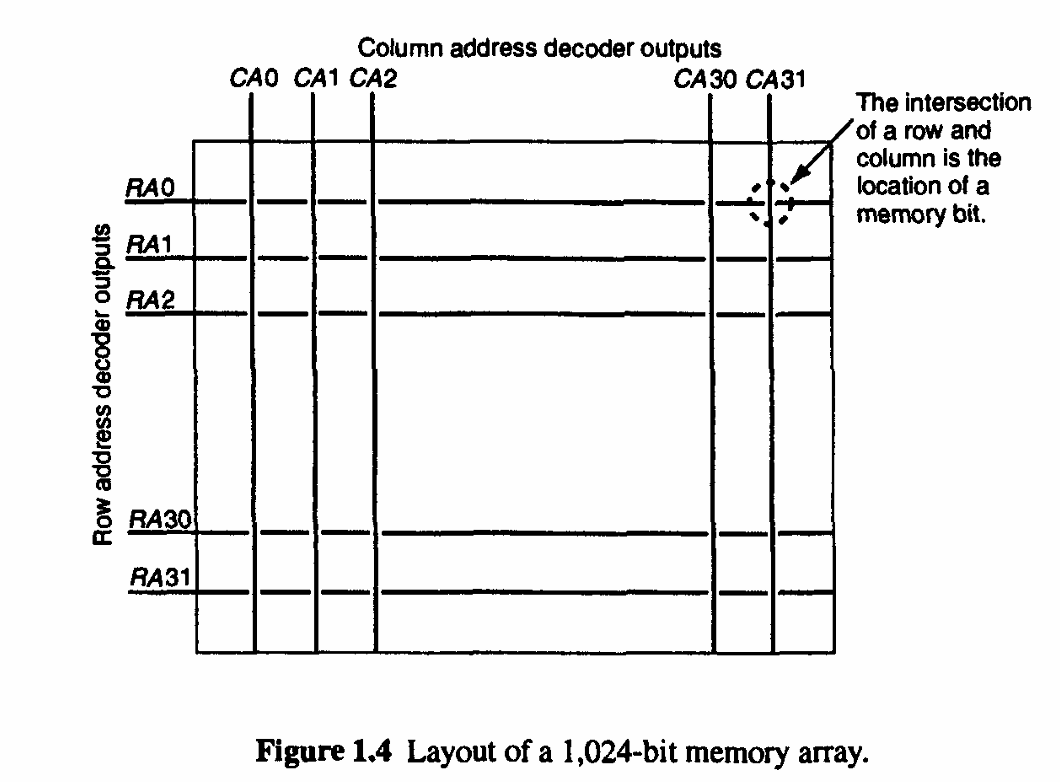 Column address decoder outputs
CA0 CA1 CA2 CA30 CA31
The intersection
of a row and
column is the
location of a
memory bit.
Row address decoder outputs
RA0
RA1
RA2
RA30
RA31
Figure 1.4 Layout of a 1,024-bit memory array.